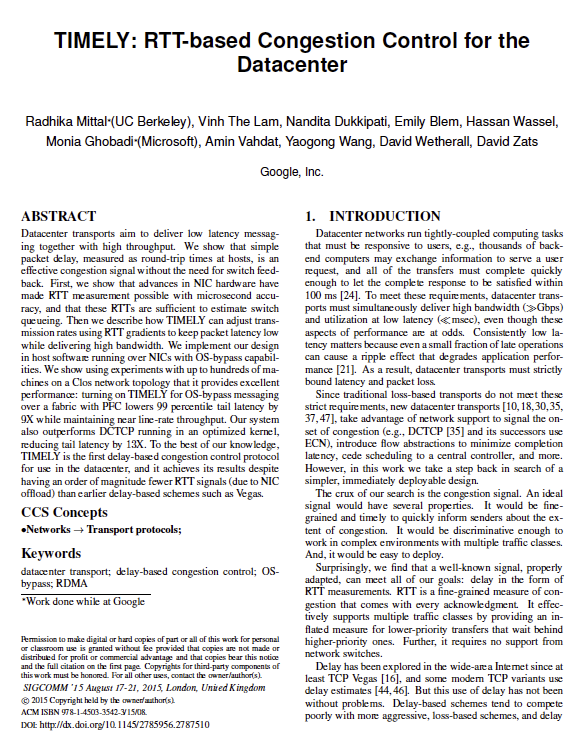 TIMELY: RTT-based Congestion Control for the
Datacenter
Radhika Mittal*(UC Berkeley), Vinh The Lam, Nandita Dukkipati, Emily Blem, Hassan Wassel,
Monia Ghobadi*(Microsoft), Amin Vahdat, Yaogong Wang, David Wetherall, David Zats
Google, Inc.
ABSTRACT
Datacenter transports aim to deliver low latency messag-
ing together with high throughput. We show that simple
packet delay, measured as round-trip times at hosts, is an
effective congestion signal without the need for switch feed-
back. First, we show that advances in NIC hardware have
made RTT measurement possible with microsecond accu-
racy, and that these RTTs are sufficient to estimate switch
queueing. Then we describe how TIMELY can adjust trans-
mission rates using RTT gradients to keep packet latency low
while delivering high bandwidth. We implement our design
in host software running over NICs with OS-bypass capabil-
ities. We show using experiments with up to hundreds of ma-
chines on a Clos network topology that it provides excellent
performance: turning on TIMELY for OS-bypass messaging
over a fabric with PFC lowers 99 percentile tail latency by
9X while maintaining near line-rate throughput. Our system
also outperforms DCTCP running in an optimized kernel,
reducing tail latency by 13X. To the best of our knowledge,
TIMELY is the first delay-based congestion control protocol
for use in the datacenter, and it achieves its results despite
having an order of magnitude fewer RTT signals (due to NIC
offload) than earlier delay-based schemes such as Vegas.
CCS Concepts
•Networks → Transport protocols;
Keywords
datacenter transport; delay-based congestion control; OS-
bypass; RDMA
*Work done while at Google
Permission to make digital or hard copies of part or all of this work for personal
or classroom use is granted without fee provided that copies are not made or
distributed for profit or commercial advantage and that copies bear this notice
and the full citation on the first page. Copyrights for third-party components of
this work must be honored. For all other uses, contact the owner/author(s).
SIGCOMM '15 August 17-21, 2015, London, United Kingdom
© 2015 Copyright held by the owner/author(s).
ACM ISBN 978-1-4503-3542-3/15/08.
DOI: http://dx.doi.org/10.1145/2785956.2787510
1. INTRODUCTION
Datacenter networks run tightly-coupled computing tasks
that must be responsive to users, e.g., thousands of back-
end computers may exchange information to serve a user
request, and all of the transfers must complete quickly
enough to let the complete response to be satisfied within
100 ms [24]. To meet these requirements, datacenter trans-
ports must simultaneously deliver high bandwidth (≫Gbps)
and utilization at low latency (≪msec), even though these
aspects of performance are at odds. Consistently low la-
tency matters because even a small fraction of late operations
can cause a ripple effect that degrades application perfor-
mance [21]. As a result, datacenter transports must strictly
bound latency and packet loss.
Since traditional loss-based transports do not meet these
strict requirements, new datacenter transports [10,18,30,35,
37,47], take advantage of network support to signal the on-
set of congestion (e.g., DCTCP [35] and its successors use
ECN), introduce flow abstractions to minimize completion
latency, cede scheduling to a central controller, and more.
However, in this work we take a step back in search of a
simpler, immediately deployable design.
The crux of our search is the congestion signal. An ideal
signal would have several properties. It would be fine-
grained and timely to quickly inform senders about the ex-
tent of congestion. It would be discriminative enough to
work in complex environments with multiple traffic classes.
And, it would be easy to deploy.
Surprisingly, we find that a well-known signal, properly
adapted, can meet all of our goals: delay in the form of
RTT measurements. RTT is a fine-grained measure of con-
gestion that comes with every acknowledgment. It effec-
tively supports multiple traffic classes by providing an in-
flated measure for lower-priority transfers that wait behind
higher-priority ones. Further, it requires no support from
network switches.
Delay has been explored in the wide-area Internet since at
least TCP Vegas [16], and some modern TCP variants use
delay estimates [44,46]. But this use of delay has not been
without problems. Delay-based schemes tend to compete
poorly with more aggressive, loss-based schemes, and delay